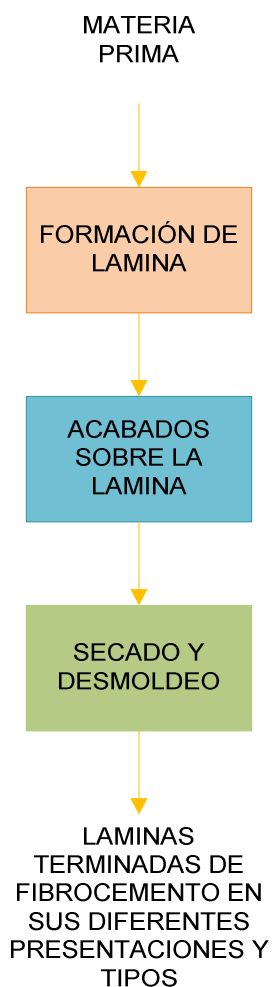 MATERIA
PRIMA
FORMACIÓN DE
LAMINA
ACABADOS
SOBRE LA
LAMINA
SECADO Y
DESMOLDEO
LAMINAS
TERMINADAS DE
FIBROCEMENTO EN
SUS DIFERENTES
PRESENTACIONES Y
TIPOS